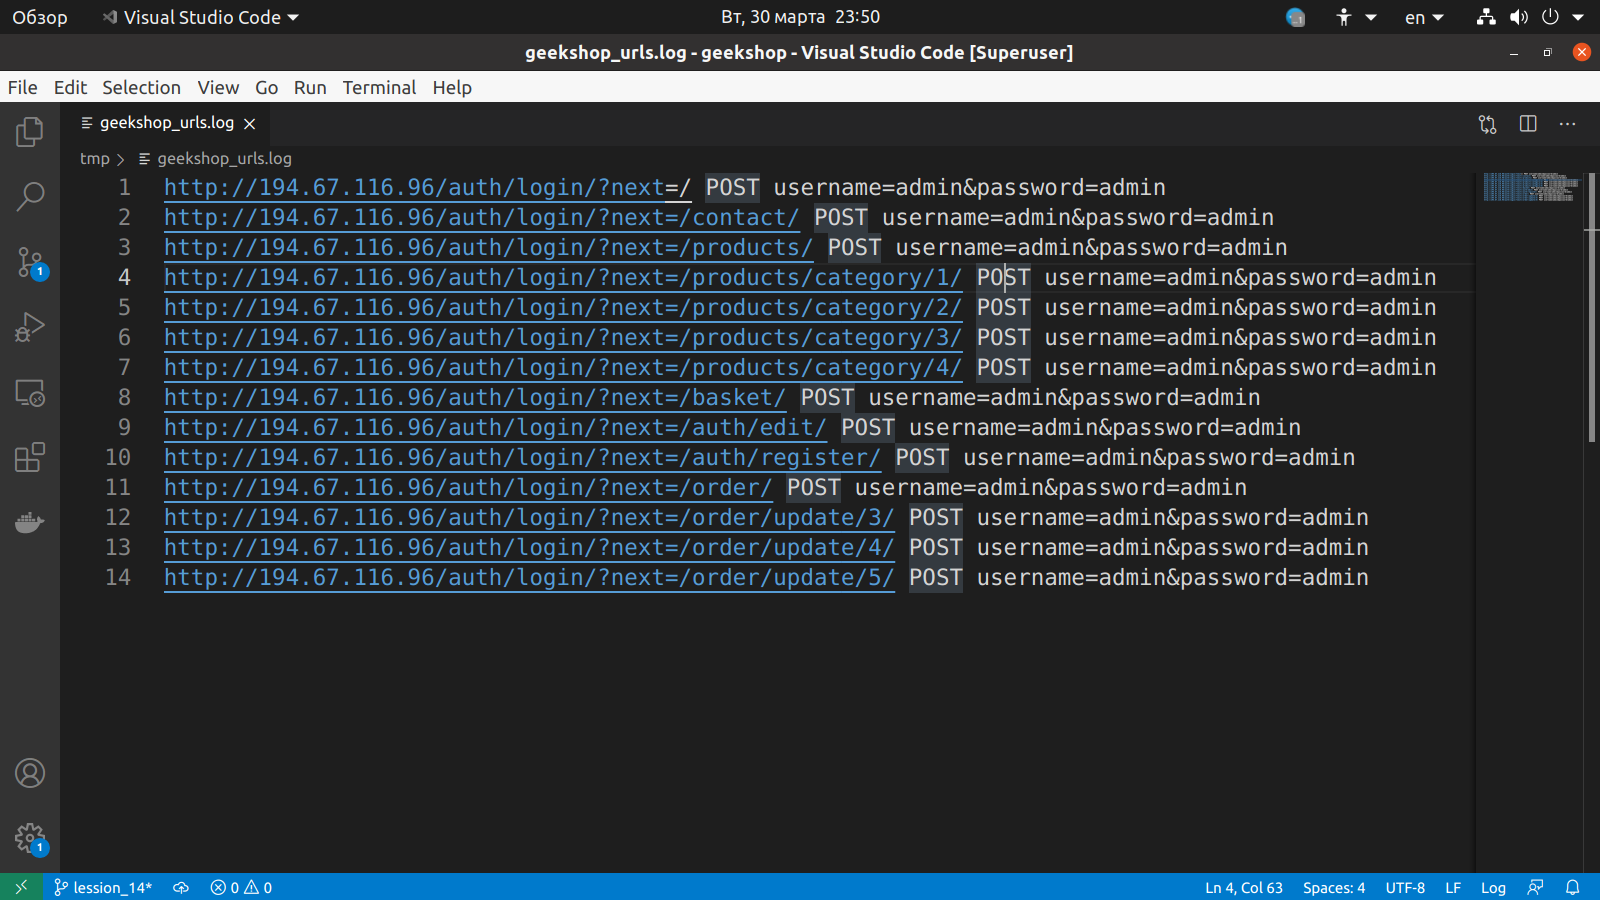 Обзор Visual Studio Code Вт, 30 марта 23:50 en
geekshop_urls.log - geekshop - Visual Studio Code [Superuser]
File Edit Selection View Go Run Terminal Help
geekshop_urls.log
tmp geekshop_urls.log
1 http://194.67.116.96/auth/login/?next=/ POST username=admin&password=admin
2 http://194.67.116.96/auth/login/?next=/contact/ POST username=admin&password=admin
3 http://194.67.116.96/auth/login/?next=/products/ POST username=admin&password=admin
4 http://194.67.116.96/auth/login/?next=/products/category/1/ POST username=admin&password=admin
5 http://194.67.116.96/auth/login/?next=/products/category/2/ POST username=admin&password=admin
6 http://194.67.116.96/auth/login/?next=/products/category/3/ POST username=admin&password=admin
7 http://194.67.116.96/auth/login/?next=/products/category/4/ POST username=admin&password=admin
8 http://194.67.116.96/auth/login/?next=/basket/ POST username=admin&password=admin
9 http://194.67.116.96/auth/login/?next=/auth/edit/ POST username=admin&password=admin
10 http://194.67.116.96/auth/login/?next=/auth/register/ POST username=admin&password=admin
11 http://194.67.116.96/auth/login/?next=/order/ POST username=admin&password=admin
12 http://194.67.116.96/auth/login/?next=/order/update/3/ POST username=admin&password=admin
13 http://194.67.116.96/auth/login/?next=/order/update/4/ POST username=admin&password=admin
14 http://194.67.116.96/auth/login/?next=/order/update/5/ POST username=admin&password=admin
1
1
lession_14* 0 0 Ln 4, Col 63 Spaces: 4 UTF-8 LF Log